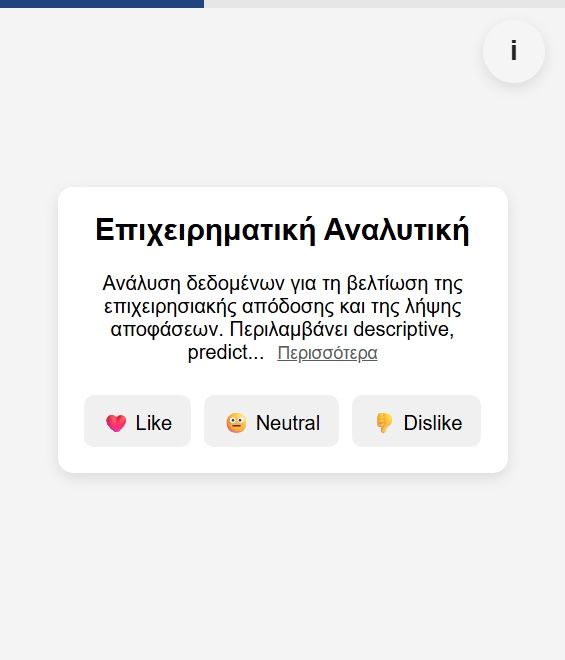 i
Επιχειρηματική Αναλυτική
Ανάλυση δεδομένων για τη βελτίωση της
επιχειρησιακής απόδοσης και της λήψης
αποφάσεων. Περιλαμβάνει descriptive,
predict... Περισσότερα
Like Neutral Dislike